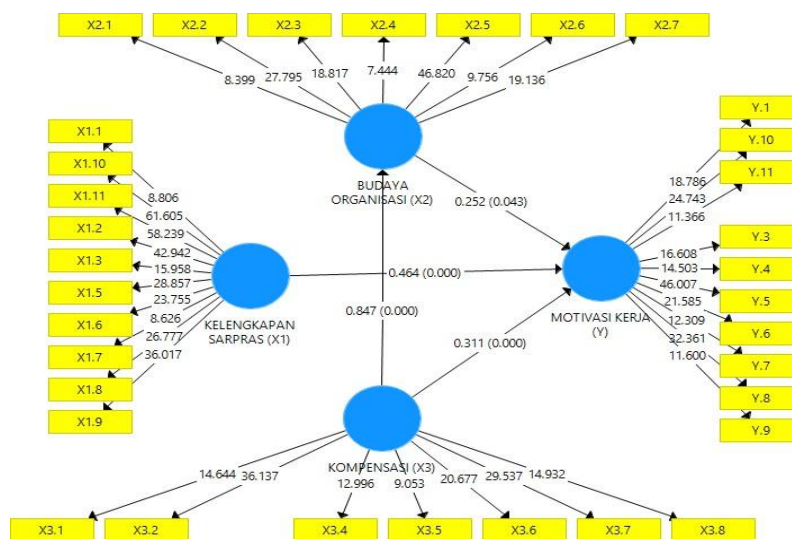 X2.1
X2.2
X2.3
X2.4
X2.5
X2.6
X2.7
8.399
27.795
18.817
7.444
46.820
9.756
19.136
X1.1
X1.10
X1.11
X1.2
X1.3
X1.5
X1.6
X1.7
X1.8
X1.9
8.806
61.605
58.239
42.942
15.958
28.857
23.755
8.626
26.777
36.017
KELENGKAPAN
SARPRAS (X1)
BUDAYA
ORGANISASI (X2)
0.252 (0.043)
0.464 (0.000)
0.847 (0.000)
0.311 (0.000)
MOTIVASI KERJA
(Y)
18.786
24.743
11.366
16.608
14.503
46.007
21.585
12.309
32.361
11.600
Y.1
Y.10
Y.11
Y.3
Y.4
Y.5
Y.6
Y.7
Y.8
Y.9
KOMPENSASI (X3)
14.644
36.137
12.996
9.053
20.677
29.537
14.932
X3.1
X3.2
X3.4
X3.5
X3.6
X3.7
X3.8